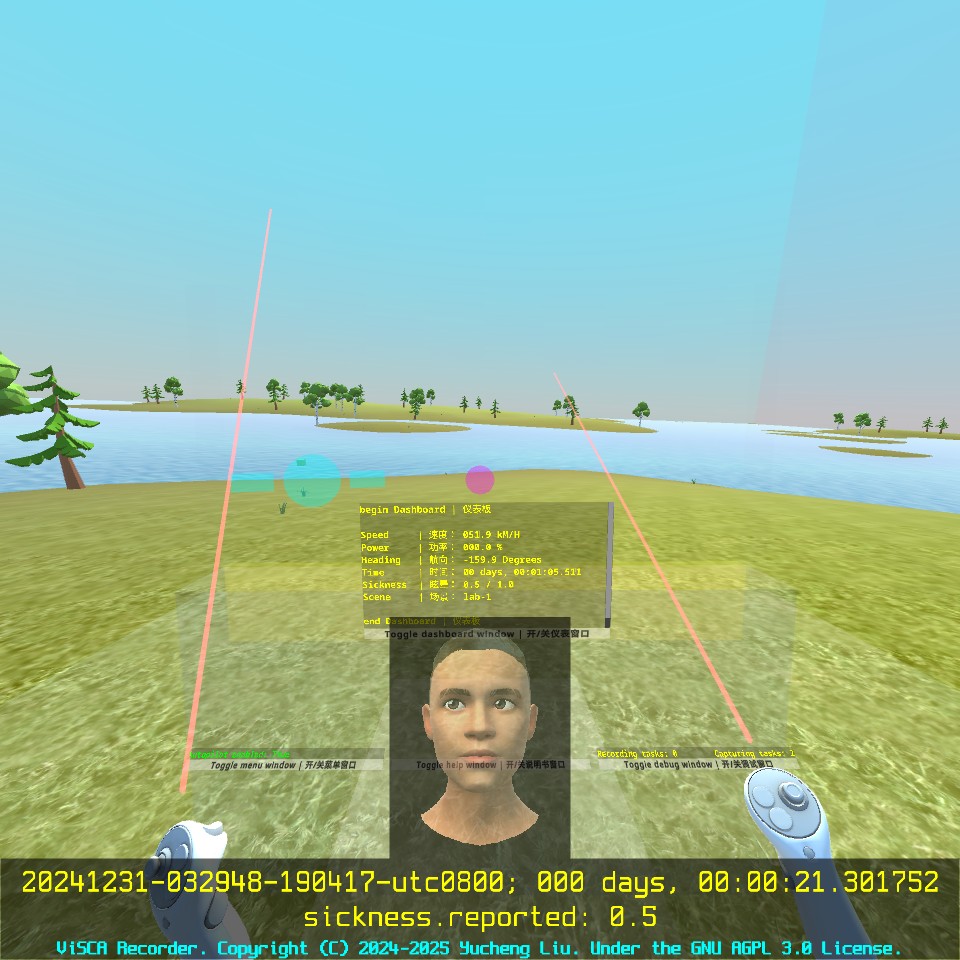 begin Dashboard | 仪表板
Speed | 速度： 051.9 kM/H
Power | 功率： 000.0 %
Heading | 航向： -159.9 Degrees
Time | 时间： 00 days, 00:01:05.511
Sickness | 眩晕： 0.5 / 1.0
Scene | 场景： lab-1
end Dashboard | 仪表板
Toggle dashboard window | 开/关仪表窗口
Recording tasks: 0 Capturing tasks: 2
Toggle menu window | 开/关菜单窗口
Toggle help window | 开/关说明书窗口
Toggle debug window | 开/关调试窗口
20241231-032948-190417-utc0800; 000 days, 00:00:21.301752
sickness.reported: 0.5
ViSCA Recorder. Copyright (C) 2024-2025 Yucheng Liu. Under the GNU AGPL 3.0 License.